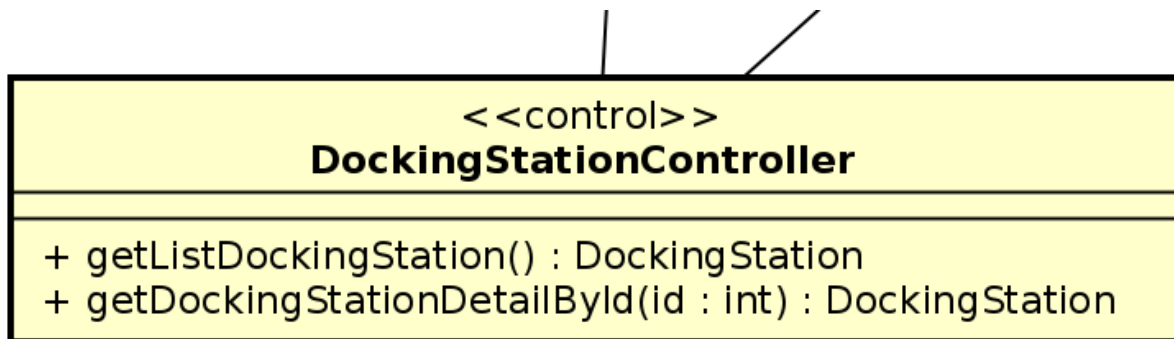 <<control>>
DockingStationController
+ getListDockingStation() : DockingStation
+ getDockingStationDetailById(id : int) : DockingStation